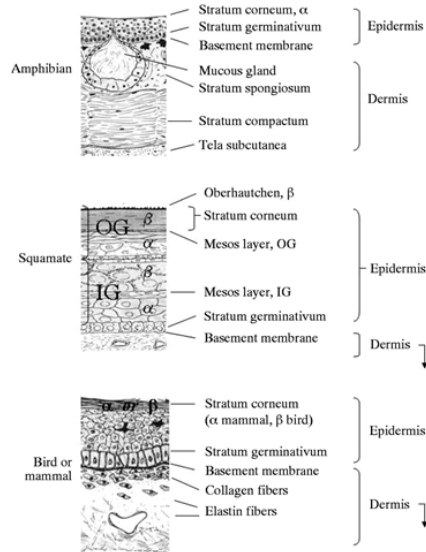 Stratum corneum, α
Stratum germinativum
Basement membrane
Epidermis
Amphibian
Mucous gland
Stratum spongiosum
Dermis
Stratum compactum
Tela subcutanea
Oberhautchen, β
Stratum corneum
OG β
α
Mesos layer, OG
Squamate
β
Epidermis
IG
Mesos layer, IG
α
Stratum germinativum
Basement membrane
Dermis
α or β
Stratum corneum
(α mammal, β bird)
Epidermis
Stratum germinativum
Bird or
mammal
Basement membrane
Collagen fibers
Elastin fibers
Dermis